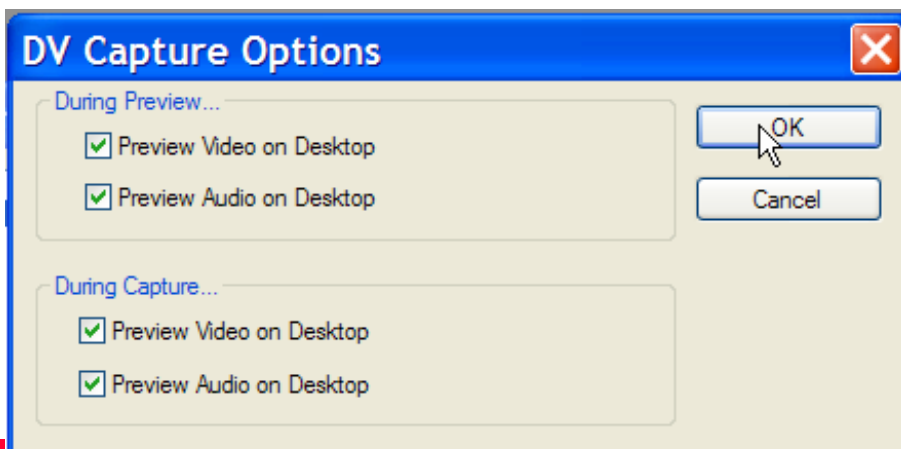 DV Capture Options
During Preview...
Preview Video on Desktop
Preview Audio on Desktop
OK
Cancel
During Capture...
Preview Video on Desktop
Preview Audio on Desktop